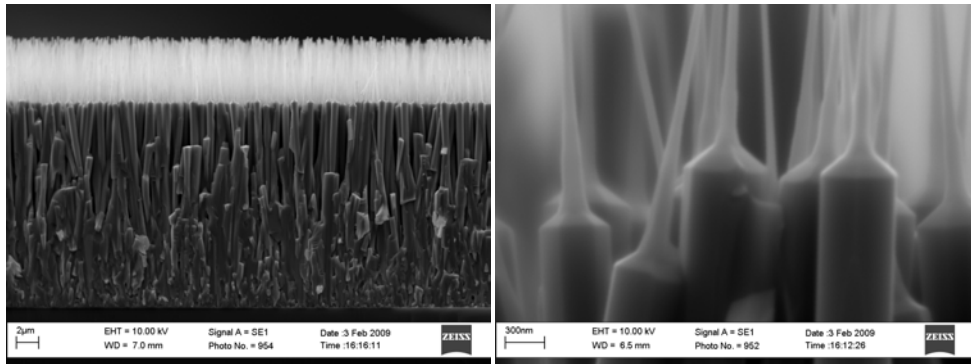 2µm
EHT = 10.00 kV
WD = 7.0 mm
Signal A = SE1
Photo No. = 954
Date :3 Feb 2009
Time :16:16:11
ZEISS
300nm
EHT = 10.00 kV
WD = 6.5 mm
Signal A = SE1
Photo No. = 952
Date :3 Feb 2009
Time :16:12:26
ZEISS